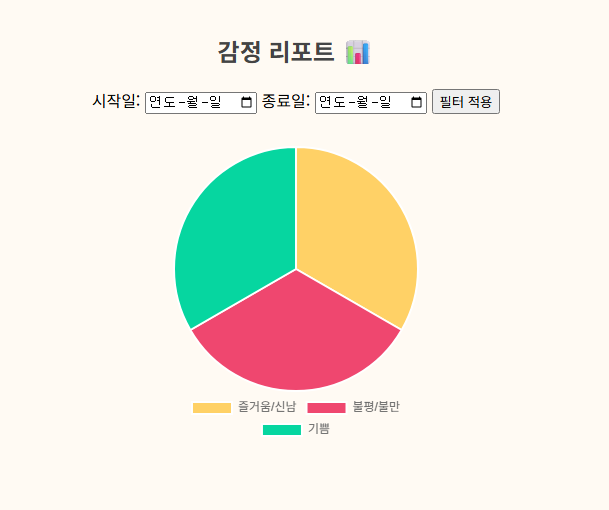 감정 리포트 📊
시작일: 연도-월-일 종료일: 연도-월-일 필터 적용
즐거움/신남 불평/불만
기쁨